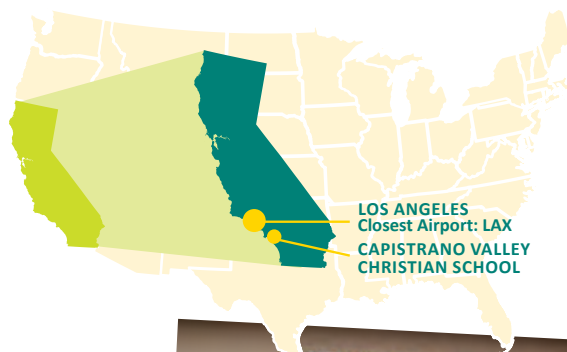 LOS ANGELES
Closest Airport: LAX
CAPISTRANO VALLEY
CHRISTIAN SCHOOL